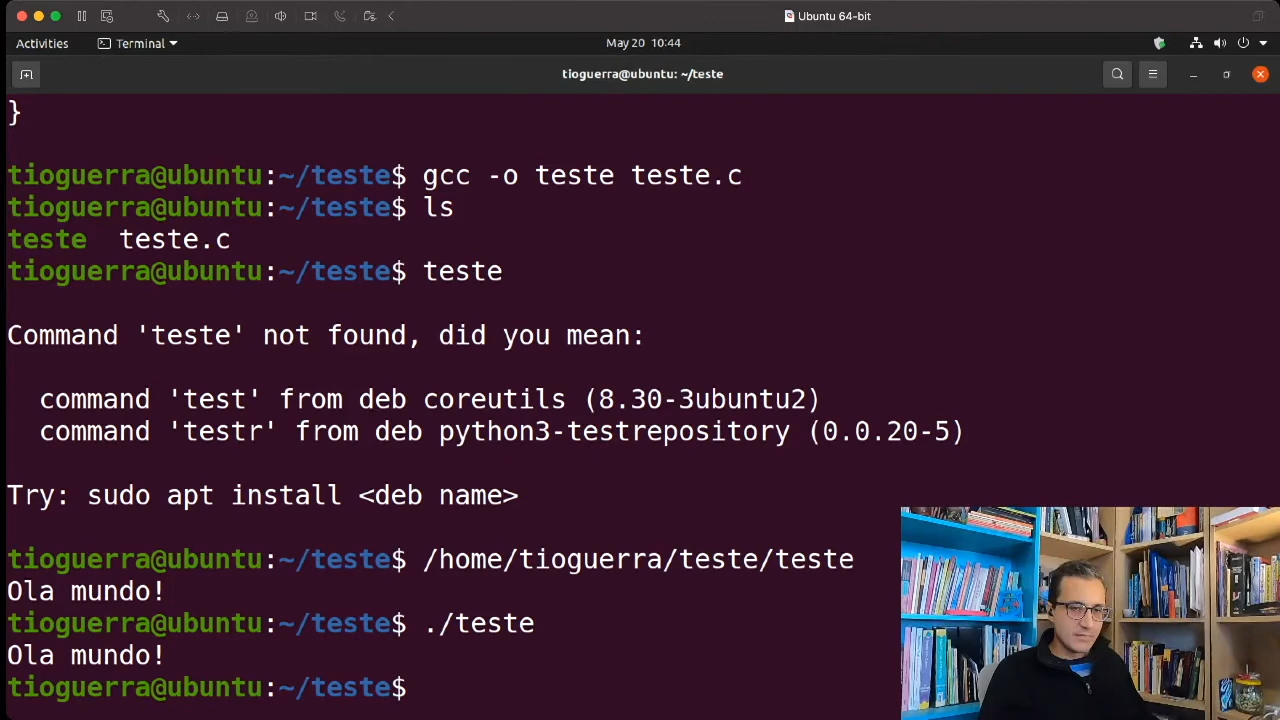 Ubuntu 64-bit
Activities
Terminal
May 20 10:44
tioguerra@ubuntu: ~/teste
}
tioguerra@ubuntu:~/teste$ gcc -o teste teste.c
tioguerra@ubuntu:~/teste$ ls
teste  teste.c
tioguerra@ubuntu:~/teste$ teste
Command 'teste' not found, did you mean:
command 'test' from deb coreutils (8.30-3ubuntu2)
command 'testr' from deb python3-testrepository (0.0.20-5)
Try: sudo apt install <deb name>
tioguerra@ubuntu:~/teste$ /home/tioguerra/teste/teste
Ola mundo!
tioguerra@ubuntu:~/teste$ ./teste
Ola mundo!
tioguerra@ubuntu:~/teste$